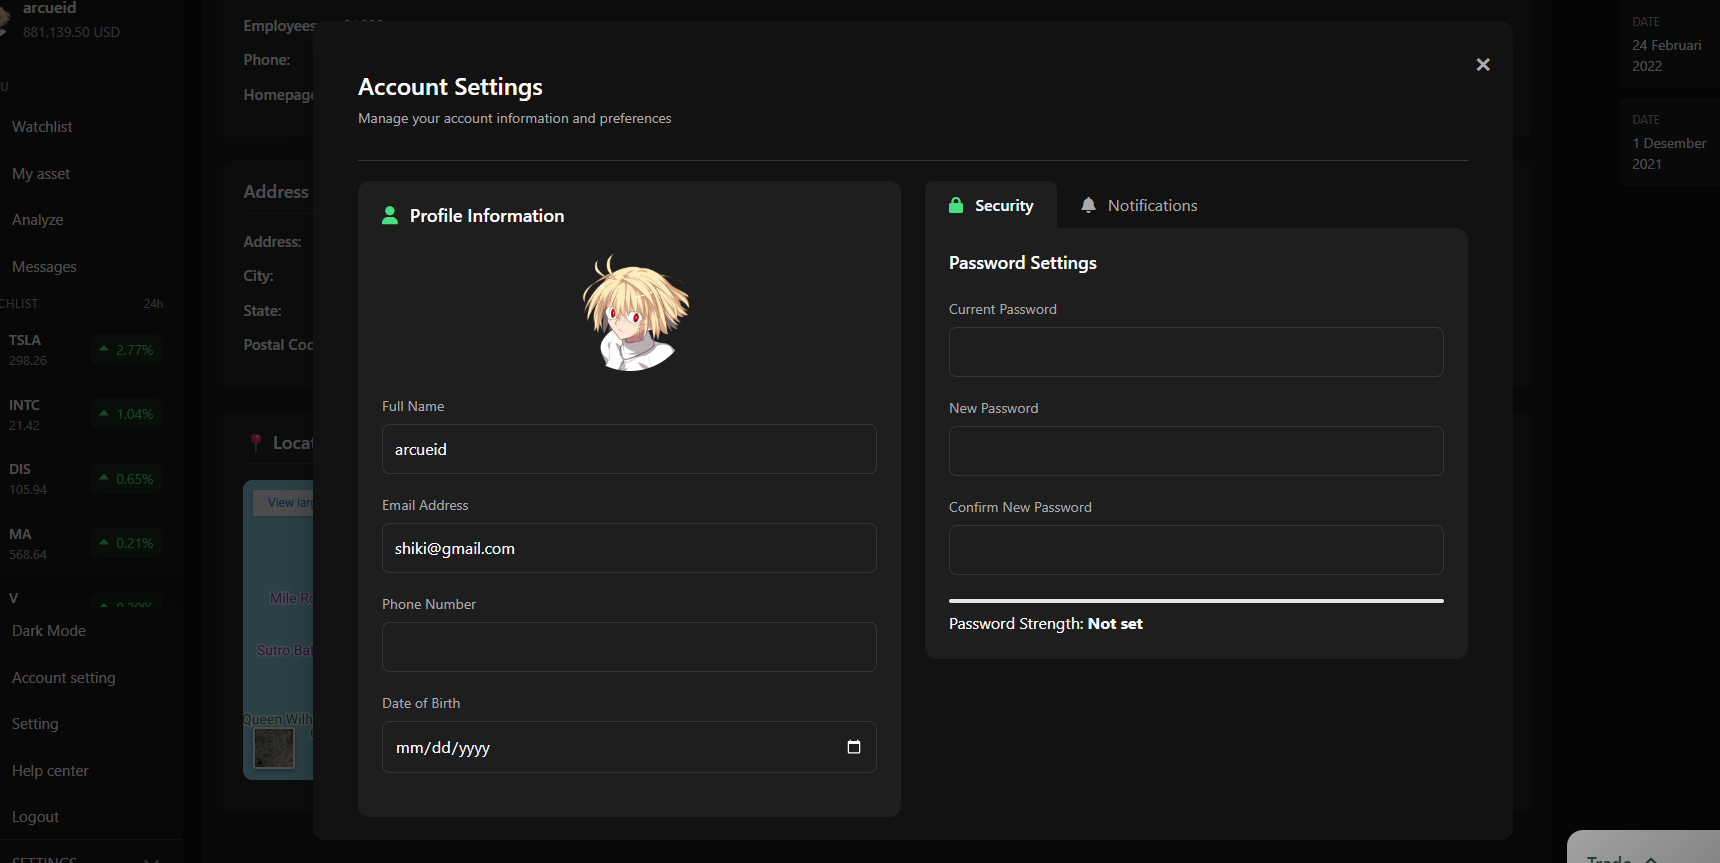 arcueid
881,139.50 USD
U
Watchlist
My asset
Analyze
Messages
CHLIST 24h
TSLA
298.26
2.77%
INTC
21.42
1.04%
DIS
105.94
0.65%
MA
568.64
0.21%
V
Dark Mode
Account setting
Setting
Help center
Logout
SETTINGS
Employees
Phone:
Homepage
Address
Address:
City:
State:
Postal Cod
Locat
View larg
Mile Ro
Sutro Bat
Queen Wilh
Account Settings
Manage your account information and preferences
Profile Information
Full Name
arcueid
Email Address
shiki@gmail.com
Phone Number
Date of Birth
mm/dd/yyyy
Security
Notifications
Password Settings
Current Password
New Password
Confirm New Password
Password Strength: Not set
DATE
24 Februari
2022
DATE
1 Desember
2021
Trade